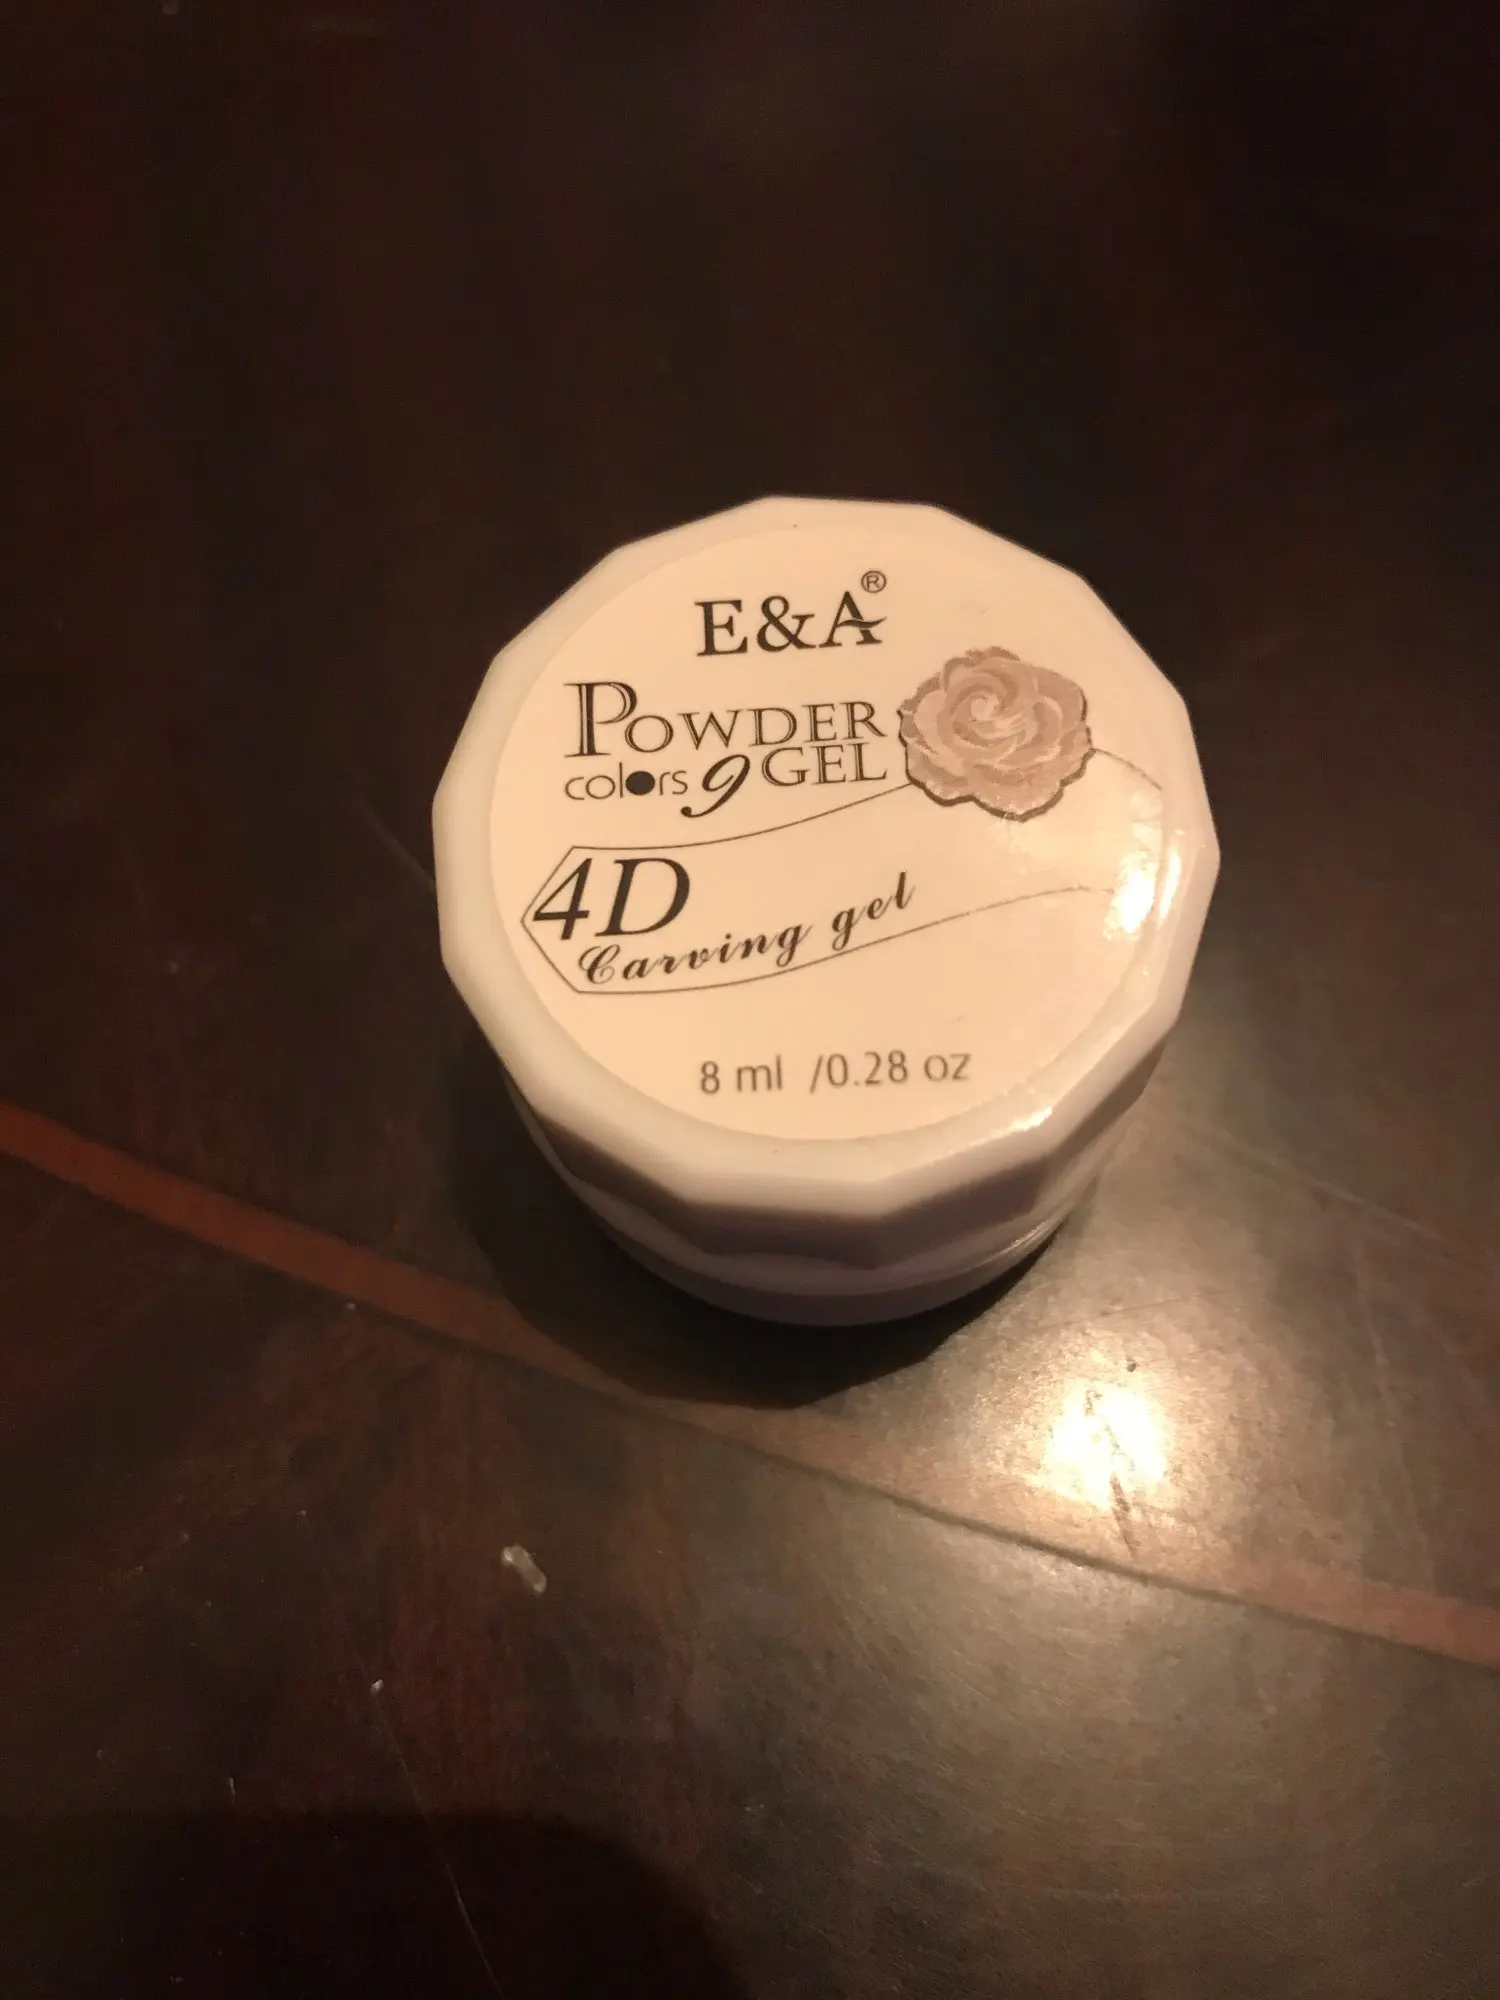 E&A®
POWDER
colors 9 GEL
4D
Carving gel
8 ml /0.28 oz